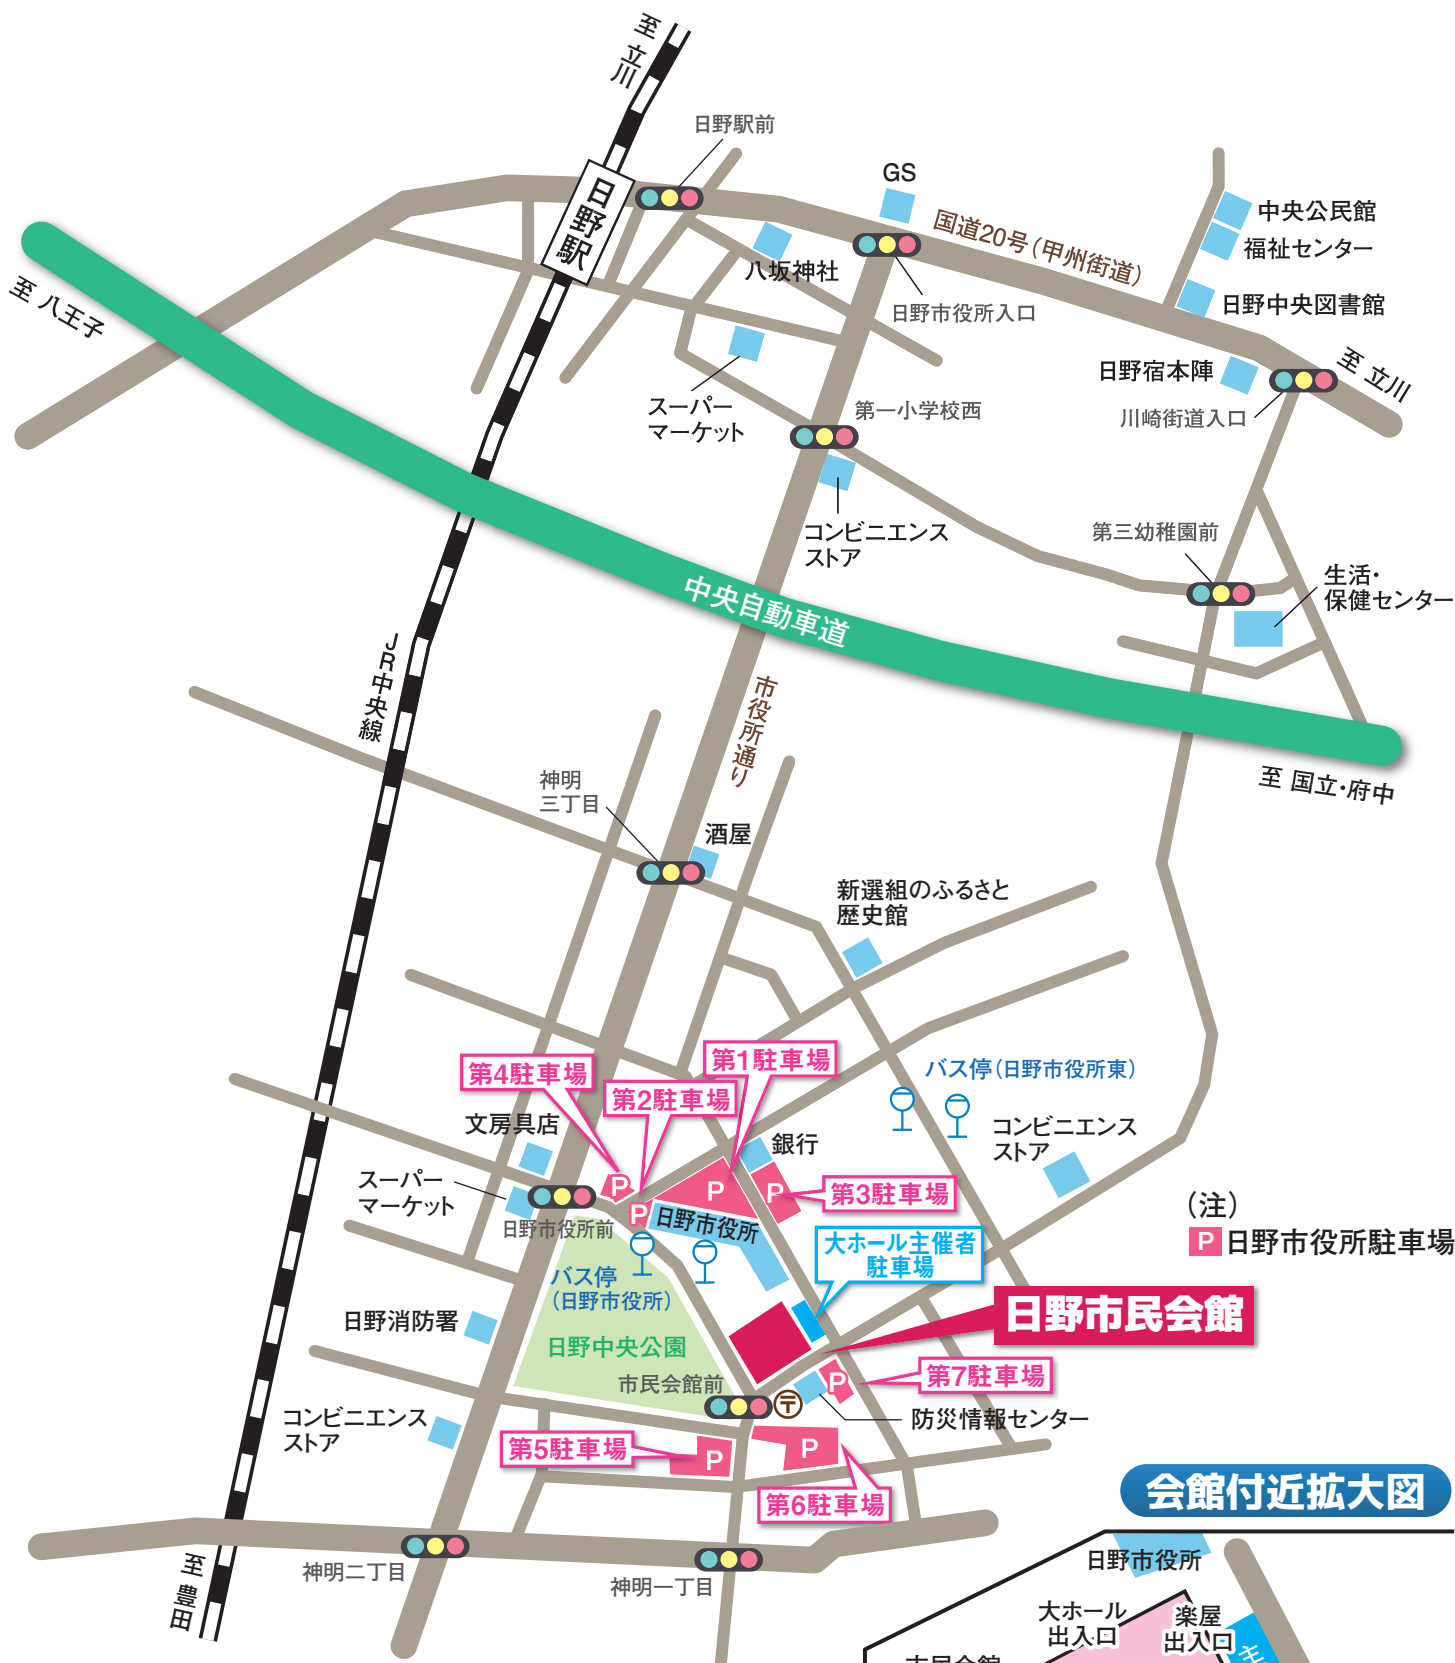 至 立川
日野駅前
日野駅
GS
国道20号(甲州街道)
中央公民館
福祉センター
日野中央図書館
八坂神社
日野市役所入口
至 八王子
日野宿本陣
至 立川
川崎街道入口
スーパー
マーケット
第一小学校西
コンビニエンス
ストア
第三幼稚園前
生活・
保健センター
中央自動車道
JR中央線
市役所通り
至 国立・府中
神明
三丁目
酒屋
新選組のふるさと
歴史館
第4駐車場
第1駐車場
第2駐車場
バス停(日野市役所東)
文房具店
銀行
コンビニエンス
ストア
スーパー
マーケット
P
P
P
P
第3駐車場
日野市役所前
日野市役所
大ホール主催者
駐車場
(注)
P 日野市役所駐車場
バス停
(日野市役所)
日野消防署
日野中央公園
日野市民会館
市民会館前
〒
P
第7駐車場
防災情報センター
コンビニエンス
ストア
第5駐車場
P
P
第6駐車場
会館付近拡大図
至 豊田
神明二丁目
神明一丁目
日野市役所
大ホール
出入口
楽屋
出入口
主
市民会館